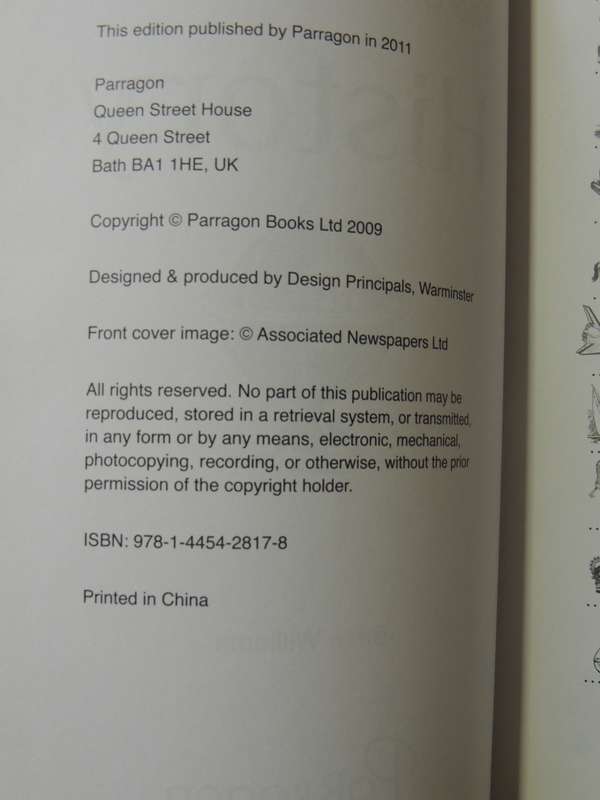 This edition published by Parragon in 2011
Parragon
Queen Street House
4 Queen Street
Bath BA1 1HE, UK
Copyright © Parragon Books Ltd 2009
Designed & produced by Design Principals, Warminster
Front cover image: © Associated Newspapers Ltd
All rights reserved. No part of this publication may be
reproduced, stored in a retrieval system, or transmitted,
in any form or by any means, electronic, mechanical,
photocopying, recording, or otherwise, without the prior
permission of the copyright holder.
ISBN: 978-1-4454-2817-8
Printed in China